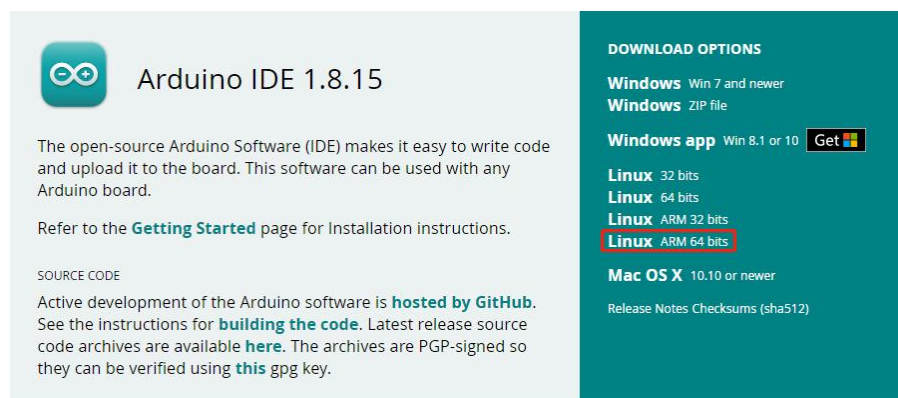 Arduino IDE 1.8.15
The open-source Arduino Software (IDE) makes it easy to write code
and upload it to the board. This software can be used with any
Arduino board.
Refer to the Getting Started page for Installation instructions.
SOURCE CODE
Active development of the Arduino software is hosted by GitHub.
See the instructions for building the code. Latest release source
code archives are available here. The archives are PGP-signed so
they can be verified using this gpg key.
DOWNLOAD OPTIONS
Windows Win 7 and newer
Windows ZIP file
Windows app Win 8.1 or 10 Get
Linux 32 bits
Linux 64 bits
Linux ARM 32 bits
Linux ARM 64 bits
Mac OS X 10.10 or newer
Release Notes Checksums (sha512)